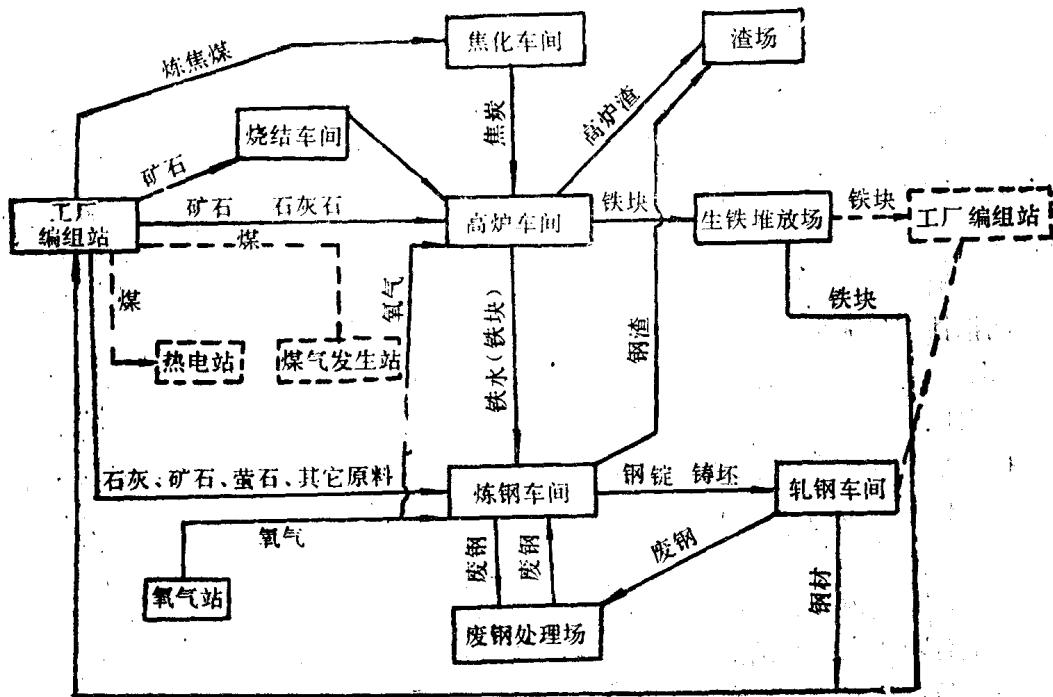 焦化车间
渣场
炼焦煤
高炉渣
焦炭
烧结车间
矿石
工厂
编组站
矿石 石灰石
高炉车间
铁块
生铁堆放场
铁块
工厂编组站
煤
煤
氧气
铁块
热电站
煤气发生站
铁水(铁块)
钢渣
石灰、矿石、萤石、其它原料
炼钢车间
钢锭 铸坯
轧钢车间
氧气
废钢
废钢
废钢
钢材
氧气站
废钢处理场